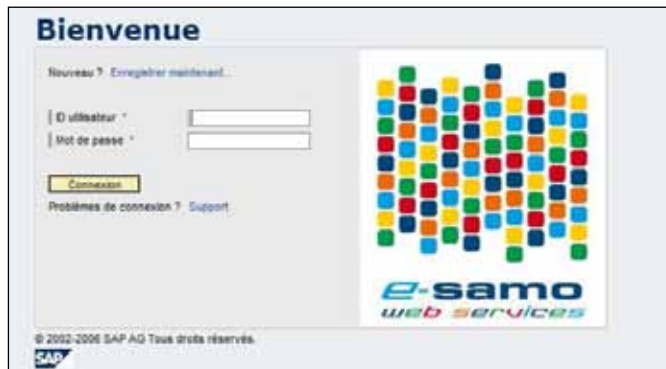 Bienvenue
Nouveau ? Enregistrer maintenant...
ID utilisateur *
Mot de passe *
Connexion
Problèmes de connexion ? Support
e-samo
web services
© 2002-2006 SAP AG Tous droits réservés.
SAP